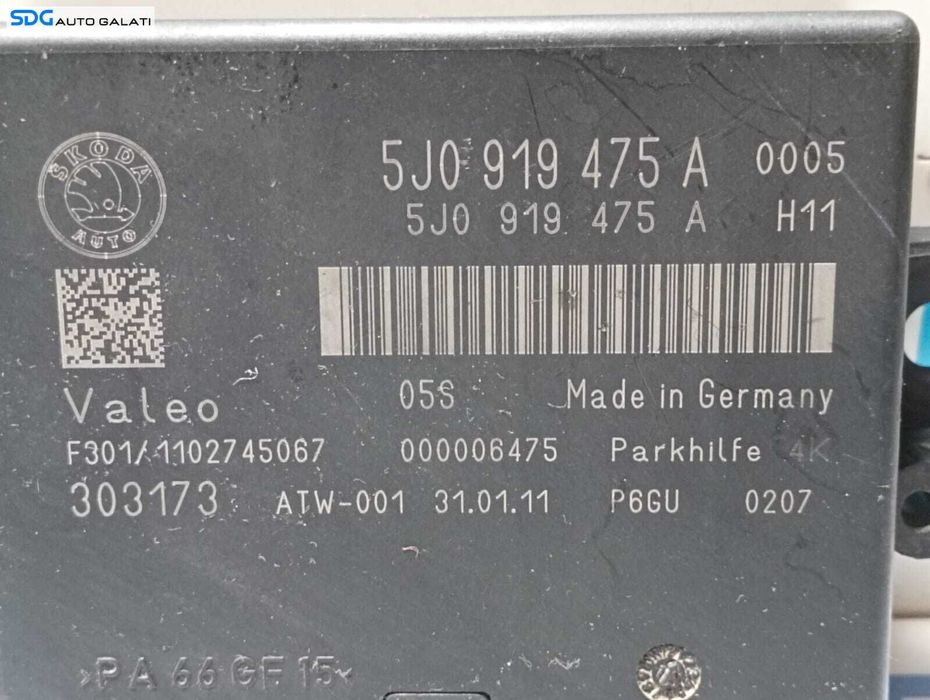 SDG AUTO GALATI
ŠKODA
AUTO
5J0 919 475 A 0005
5J0 919 475 A H11
Valeo 05S Made in Germany
F301/1102745067 000006475 Parkhilfe 4K
303173 ATW-001 31.01.11 P6GU 0207
>PA 66 GF 15<